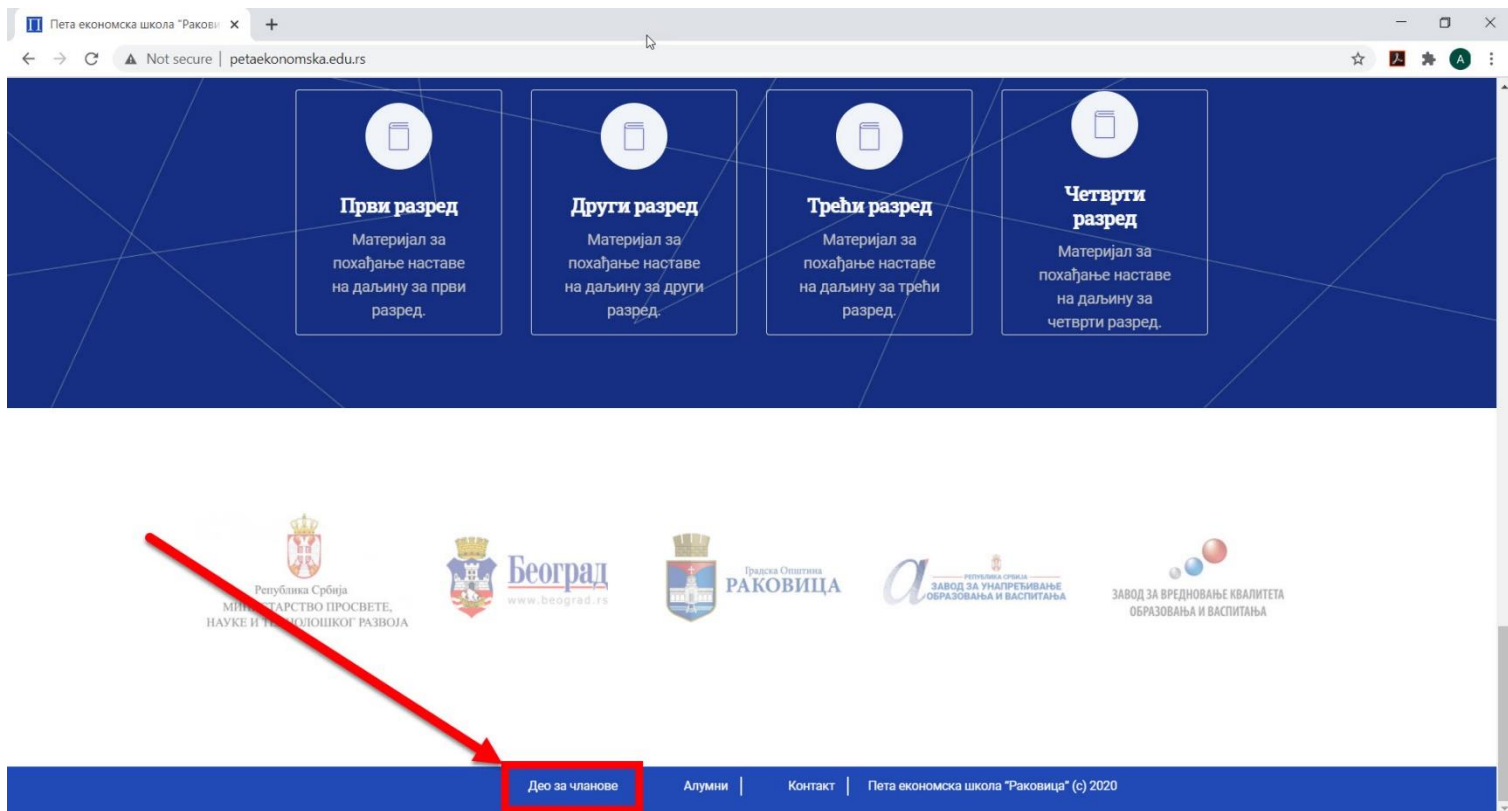 Пета економска школа "Ракови
Not secure | petaekonomska.edu.rs
A
Први разред
Материјал за
похађање наставе
на даљину за први
разред.
Други разред
Материјал за
похађање наставе
на даљину за други
разред.
Трећи разред
Материјал за
похађање наставе
на даљину за трећи
разред.
Четврти
разред
Материјал за
похађање наставе
на даљину за
четврти разред.
Република Србија
МИНИСТАРСТВО ПРОСВЕТЕ,
НАУКЕ И ТЕХНОЛОШКОГ РАЗВОЈА
Београд
www.beograd.rs
Градска Општина
РАКОВИЦА
РЕПУБЛИКА СРБИЈА
ЗАВОД ЗА УНАПРЕЂИВАЊЕ
ОБРАЗОВАЊА И ВАСПИТАЊА
ЗАВОД ЗА ВРЕДНОВАЊЕ КВАЛИТЕТА
ОБРАЗОВАЊА И ВАСПИТАЊА
Део за чланове
Алумни |
Контакт |
Пета економска школа "Раковица" (c) 2020